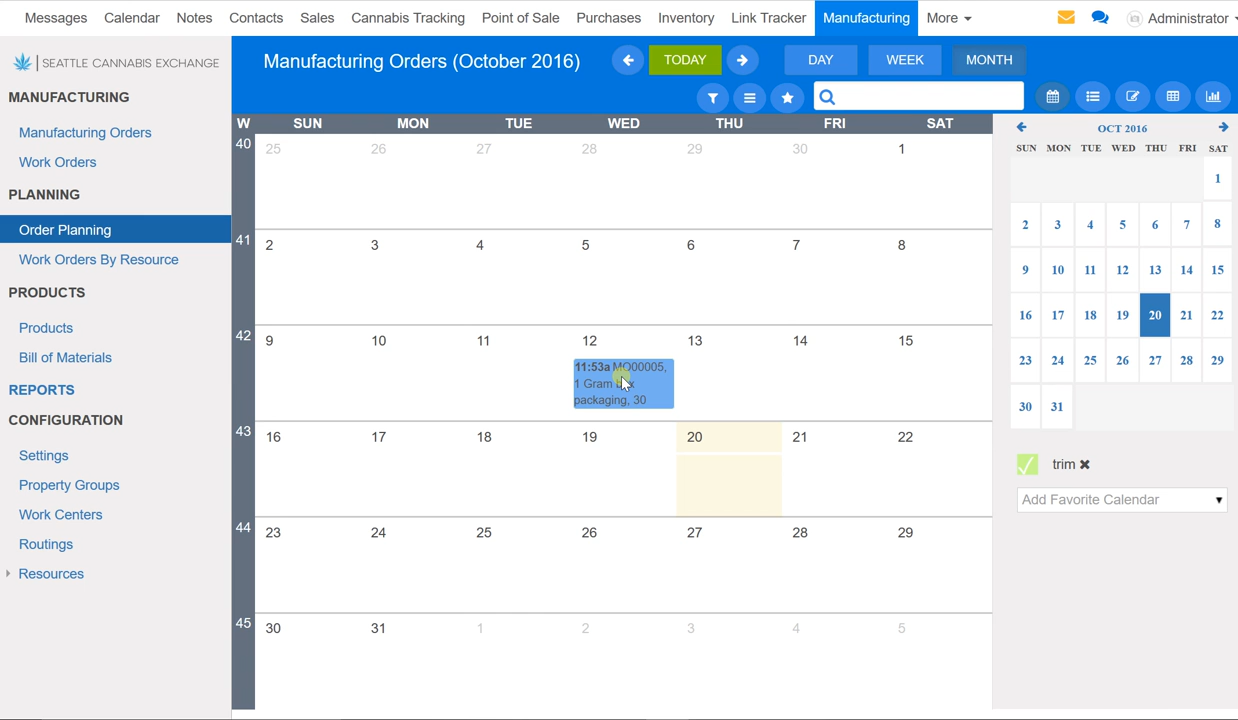 Messages Calendar Notes Contacts Sales Cannabis Tracking Point of Sale Purchases Inventory Link Tracker Manufacturing More Administrator
SEATTLE CANNABIS EXCHANGE
MANUFACTURING
Manufacturing Orders
Work Orders
PLANNING
Order Planning
Work Orders By Resource
PRODUCTS
Products
Bill of Materials
REPORTS
CONFIGURATION
Settings
Property Groups
Work Centers
Routings
Resources
Manufacturing Orders (October 2016)
TODAY
DAY WEEK MONTH
W SUN MON TUE WED THU FRI SAT
40 25 26 27 28 29 30 1
41 2 3 4 5 6 7 8
42 9 10 11 12 13 14 15
11:53a MO00005,
1 Gram box
packaging, 30
43 16 17 18 19 20 21 22
44 23 24 25 26 27 28 29
45 30 31 1 2 3 4 5
OCT 2016
SUN MON TUE WED THU FRI SAT
1
2 3 4 5 6 7 8
9 10 11 12 13 14 15
16 17 18 19 20 21 22
23 24 25 26 27 28 29
30 31
trim
Add Favorite Calendar